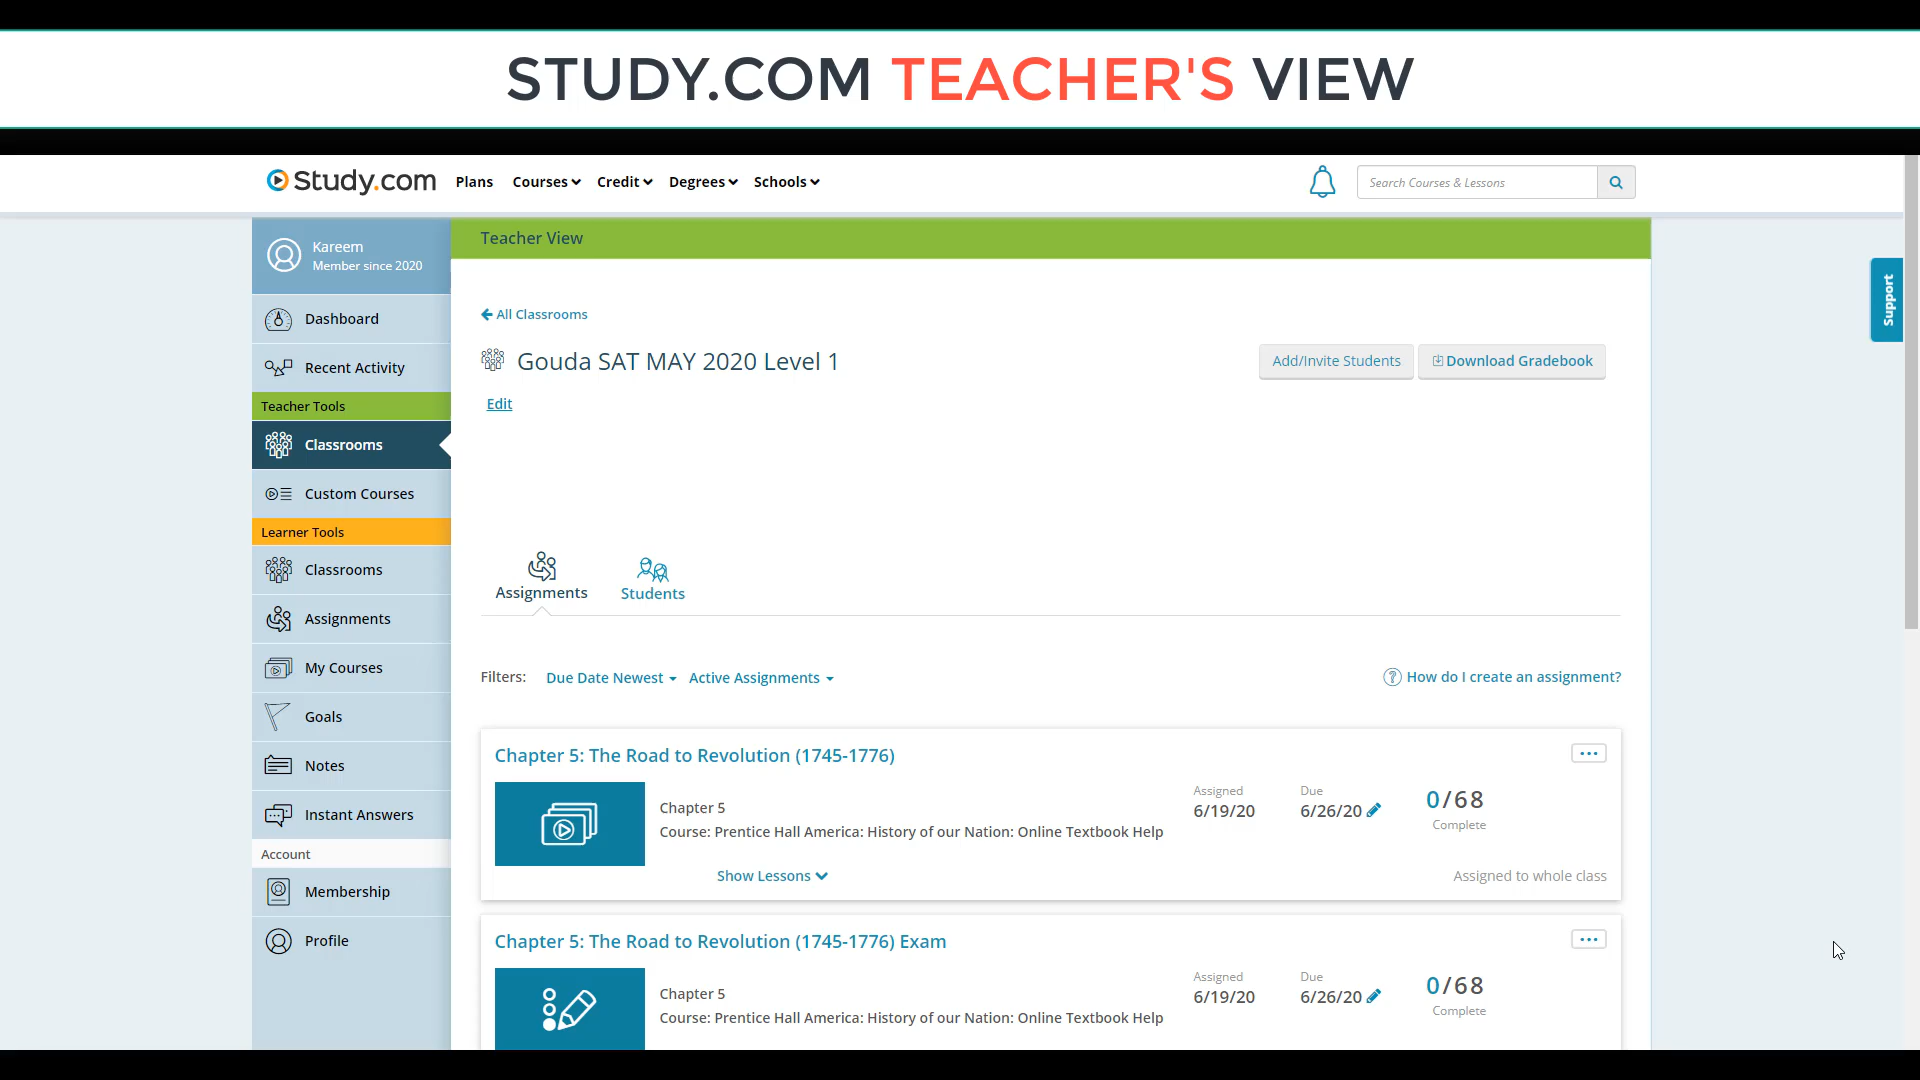 STUDY.COM TEACHER'S VIEW
Study.com Plans Courses Credit Degrees Schools Search Courses & Lessons
Kareem
Member since 2020
Dashboard
Recent Activity
Teacher Tools
Classrooms
Custom Courses
Learner Tools
Classrooms
Assignments
My Courses
Goals
Notes
Instant Answers
Account
Membership
Profile
Teacher View
All Classrooms
Gouda SAT MAY 2020 Level 1
Add/Invite Students Download Gradebook
Edit
Assignments Students
Filters: Due Date Newest Active Assignments ? How do I create an assignment?
Chapter 5: The Road to Revolution (1745-1776)
Chapter 5
Course: Prentice Hall America: History of our Nation: Online Textbook Help
Assigned
6/19/20
Due
6/26/20
0/68
Complete
Show Lessons
Assigned to whole class
Chapter 5: The Road to Revolution (1745-1776) Exam
Chapter 5
Course: Prentice Hall America: History of our Nation: Online Textbook Help
Assigned
6/19/20
Due
6/26/20
0/68
Complete
Support